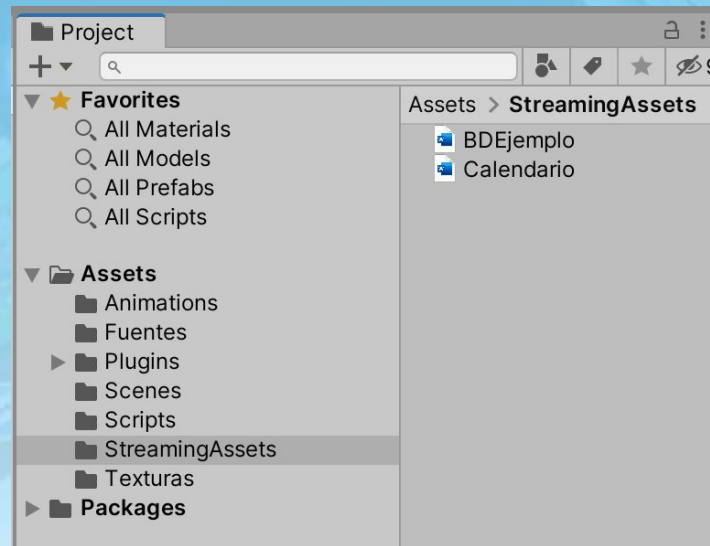 Project
9
Favorites
All Materials
All Models
All Prefabs
All Scripts
Assets
Animations
Fuentes
Plugins
Scenes
Scripts
StreamingAssets
Texturas
Packages
Assets > StreamingAssets
BDEjemplo
Calendario